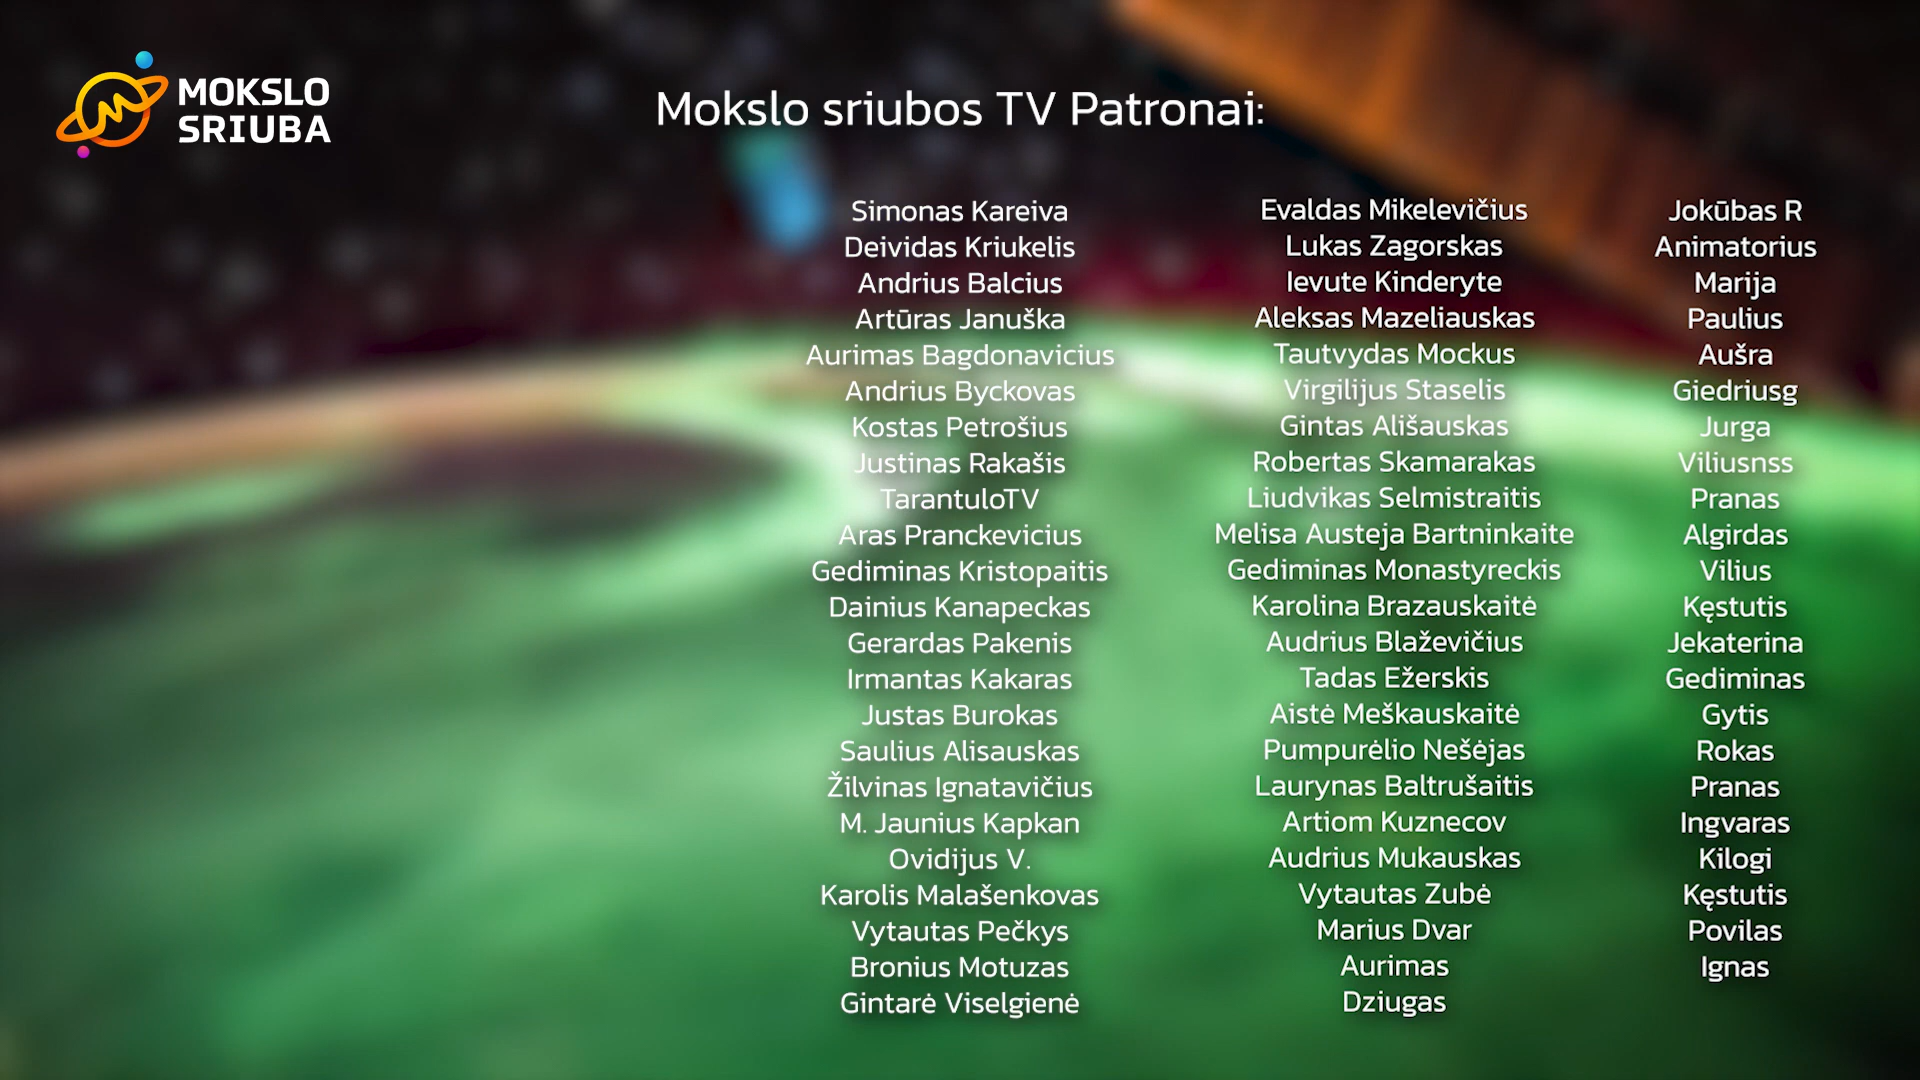 MOKSLO
SRIUBA
Mokslo sriubos TV Patronai:
Simonas Kareiva
Deividas Kriukelis
Andrius Balcius
Artūras Januška
Aurimas Bagdonavicius
Andrius Byckovas
Kostas Petrošius
Justinas Rakašis
TarantuloTV
Aras Pranckevicius
Gediminas Kristopaitis
Dainius Kanapeckas
Gerardas Pakenis
Irmantas Kakaras
Justas Burokas
Saulius Alisauskas
Žilvinas Ignatavičius
M. Jaunius Kapkan
Ovidijus V.
Karolis Malašenkovas
Vytautas Pečkys
Bronius Motuzas
Gintarė Viselgienė
Evaldas Mikelevičius
Lukas Zagorskas
Ievute Kinderyte
Aleksas Mazeliauskas
Tautvydas Mockus
Virgilijus Staselis
Gintas Ališauskas
Robertas Skamarakas
Liudvikas Selmistraitis
Melisa Austeja Bartninkaite
Gediminas Monastyreckis
Karolina Brazauskaitė
Audrius Blaževičius
Tadas Ežerskis
Aistė Meškauskaitė
Pumpurėlio Nešėjas
Laurynas Baltrušaitis
Artiom Kuznecov
Audrius Mukauskas
Vytautas Zubė
Marius Dvar
Aurimas
Dziugas
Jokūbas R
Animatorius
Marija
Paulius
Aušra
Giedriusg
Jurga
Viliusnss
Pranas
Algirdas
Vilius
Kęstutis
Jekaterina
Gediminas
Gytis
Rokas
Pranas
Ingvaras
Kilogi
Kęstutis
Povilas
Ignas